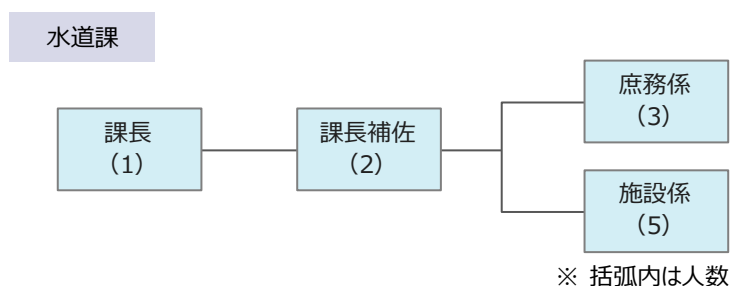 水道課
課長
（1）
課長補佐
（2）
庶務係
（3）
施設係
（5）
※ 括弧内は人数